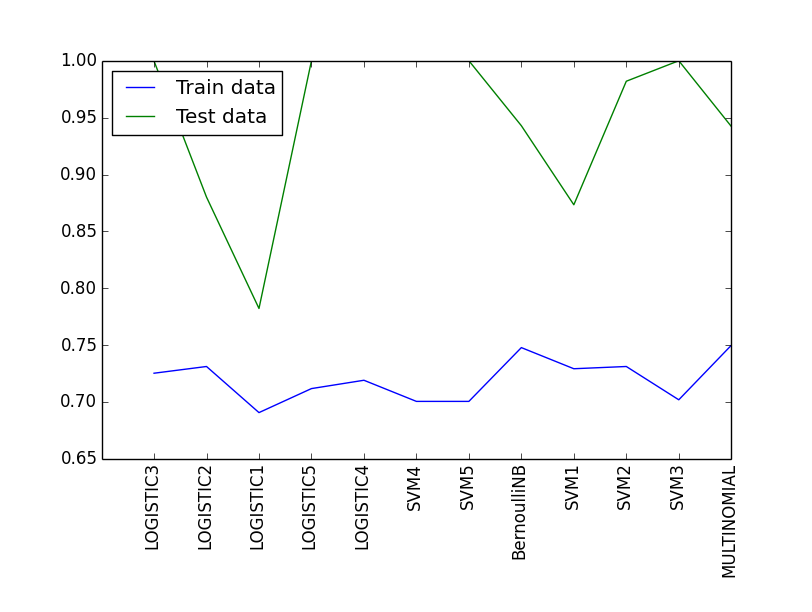 1.00
0.95
0.90
0.85
0.80
0.75
0.70
0.65
Train data
Test data
LOGISTIC3
LOGISTIC2
LOGISTIC1
LOGISTIC5
LOGISTIC4
SVM4
SVM5
BernoulliNB
SVM1
SVM2
SVM3
MULTINOMIAL